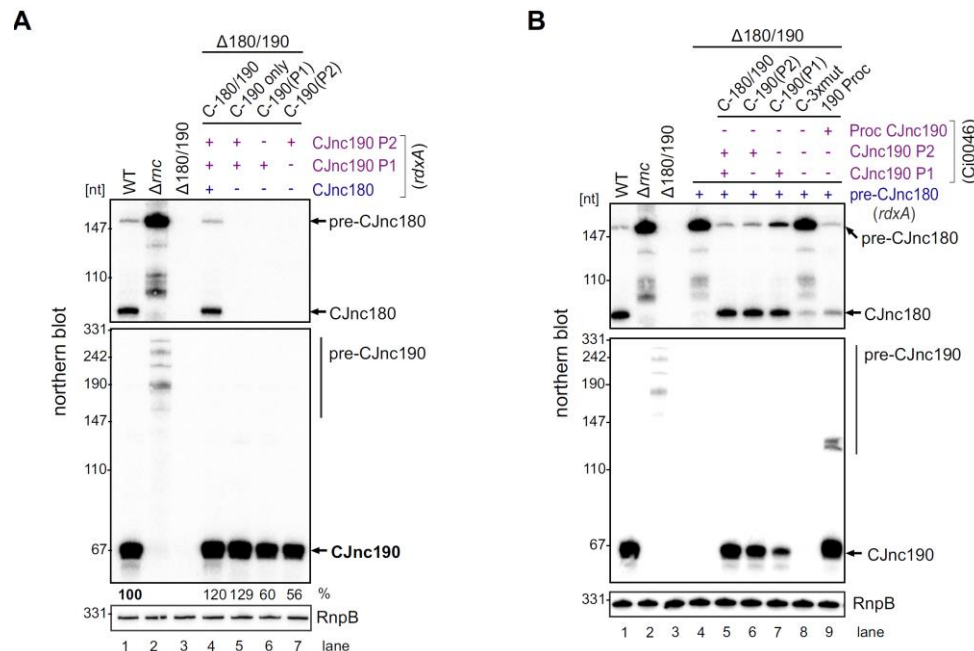 A
Δ180/190
C-180/190
C-190 only
C-190(P1)
C-190(P2)
WT
Δrnc
Δ180/190
+ + - + CJnc190 P2
+ + + - CJnc190 P1
+ - - - CJnc180
(rdxA)
[nt]
147
110
pre-CJnc180
CJnc180
northern blot
331
242
190
147
110
67
pre-CJnc190
CJnc190
100 120 129 60 56 %
331
RnpB
1 2 3 4 5 6 7 lane
B
Δ180/190
C-180/190
C-190(P2)
C-190(P1)
C-3xmut
190 Proc
WT
Δrnc
Δ180/190
- - - - + Proc CJnc190
+ + - - - CJnc190 P2
+ - + - - CJnc190 P1
(Cj0046)
+ + + + + + pre-CJnc180
(rdxA)
[nt]
147
110
pre-CJnc180
CJnc180
northern blot
331
242
190
147
110
67
pre-CJnc190
CJnc190
331
RnpB
1 2 3 4 5 6 7 8 9 lane